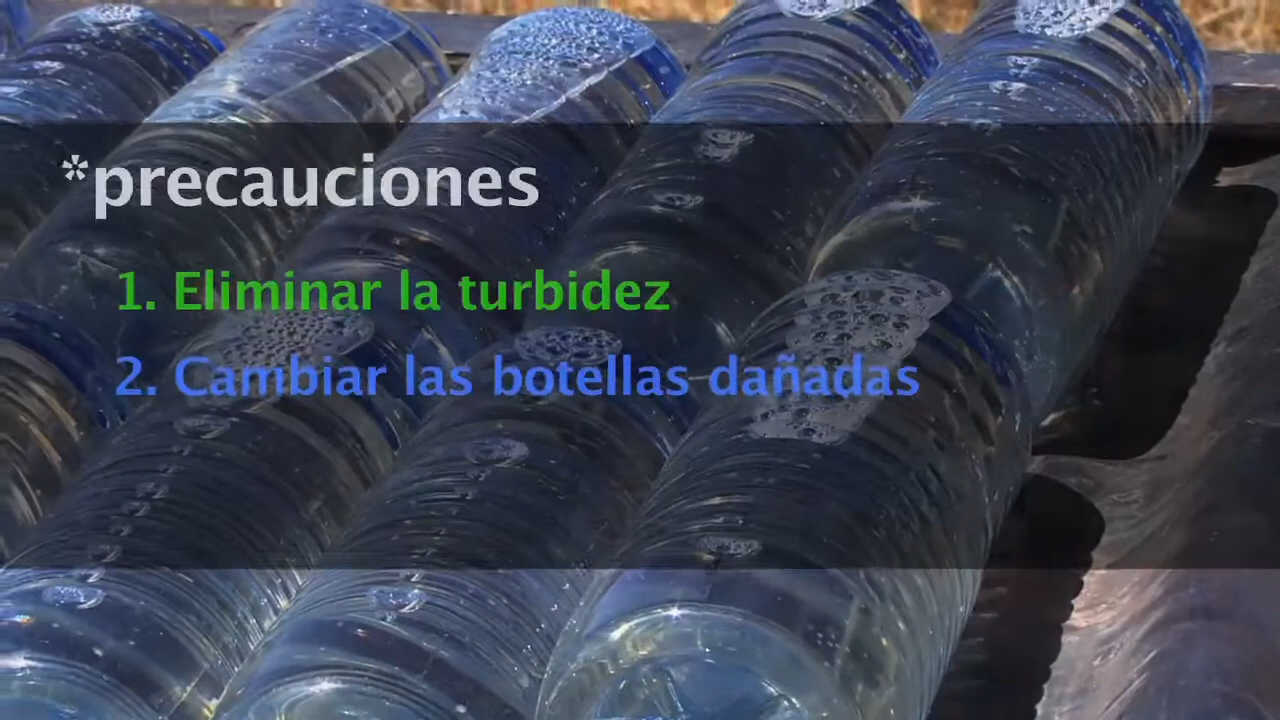 *precauciones
1. Eliminar la turbidez
2. Cambiar las botellas dañadas